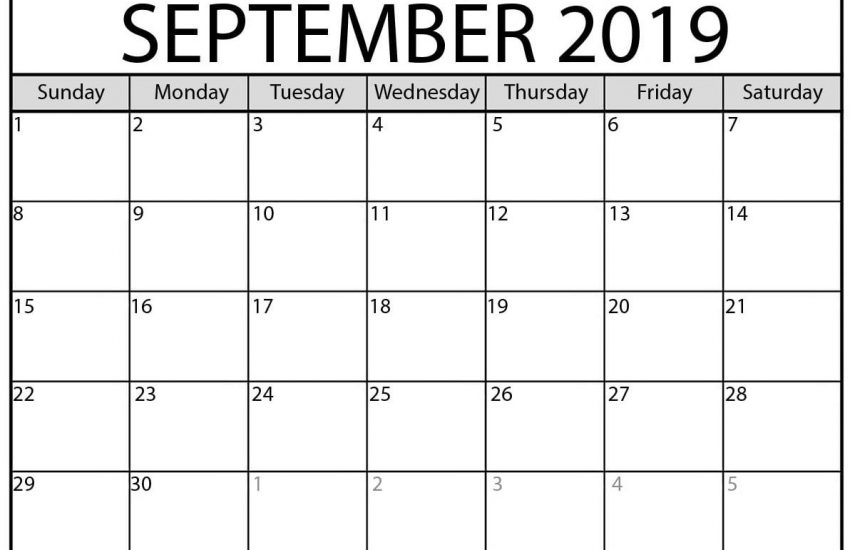 SEPTEMBER 2019
Sunday Monday Tuesday Wednesday Thursday Friday Saturday
1 2 3 4 5 6 7
8 9 10 11 12 13 14
15 16 17 18 19 20 21
22 23 24 25 26 27 28
29 30 1 2 3 4 5